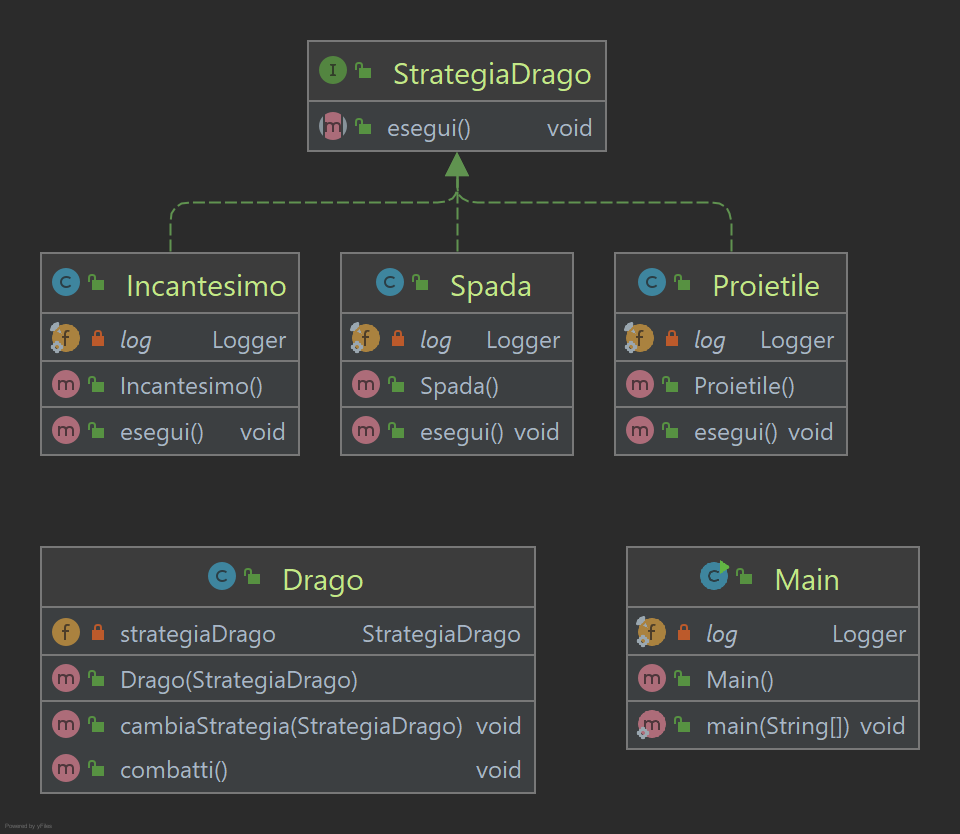 StrategiaDrago
esegui() void
Incantesimo
log Logger
Incantesimo()
esegui() void
Spada
log Logger
Spada()
esegui() void
Proietile
log Logger
Proietile()
esegui() void
Drago
strategiaDrago StrategiaDrago
Drago(StrategiaDrago)
cambiaStrategia(StrategiaDrago) void
combatti() void
Main
log Logger
Main()
main(String[]) void
Powered by yFiles